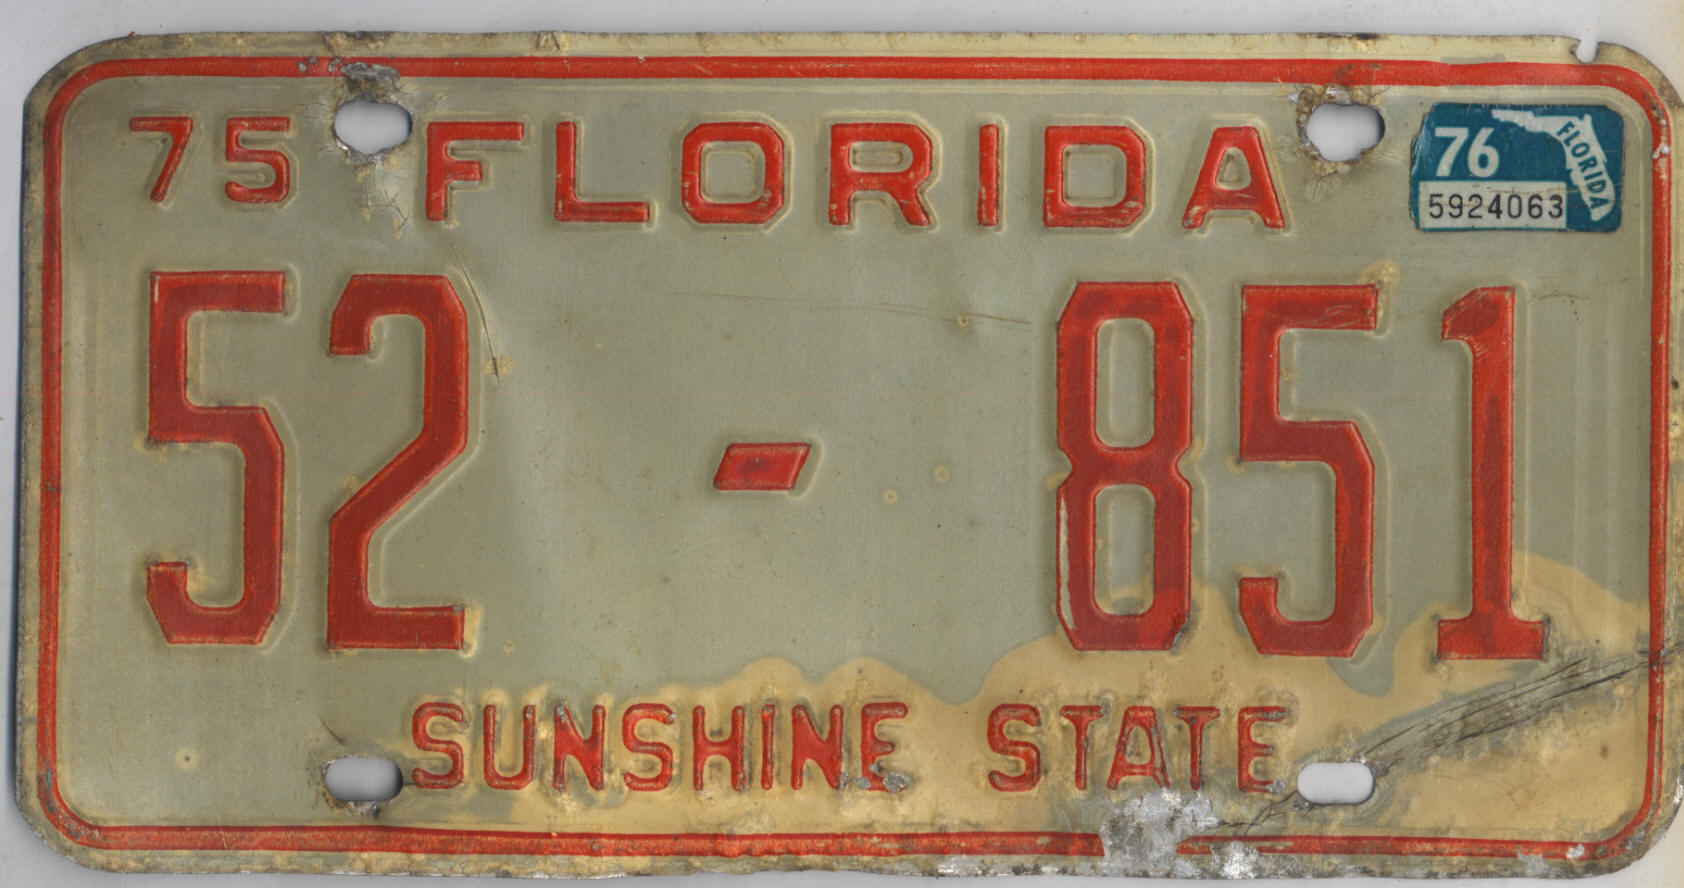 75 FLORIDA
76 FLORIDA
5924063
52-851
SUNSHINE STATE